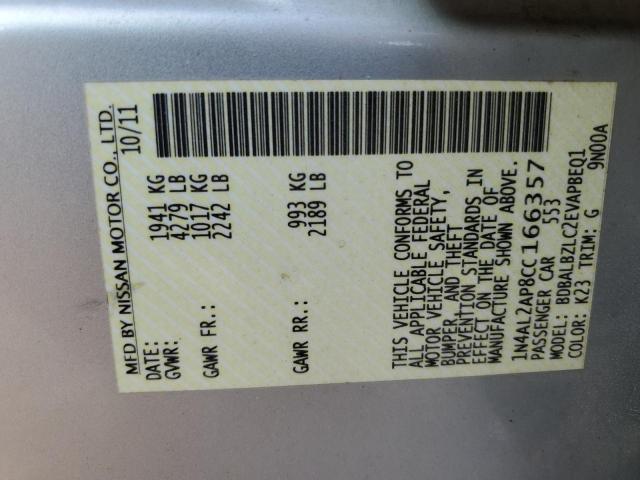 MFD BY NISSAN MOTOR CO., LTD.
DATE: 10/11
GVWR: 1941 KG
4279 LB
GAWR FR.: 1017 KG
2242 LB
GAWR RR.: 993 KG
2189 LB
THIS VEHICLE CONFORMS TO
ALL APPLICABLE FEDERAL
MOTOR VEHICLE SAFETY,
BUMPER, AND THEFT
PREVENTION STANDARDS IN
EFFECT ON THE DATE OF
MANUFACTURE SHOWN ABOVE.
1N4AL2AP8CC166357
PASSENGER CAR 553
MODEL: BDBALBZLC2EVAPBEQ1
COLOR: K23 TRIM: G 9N00A